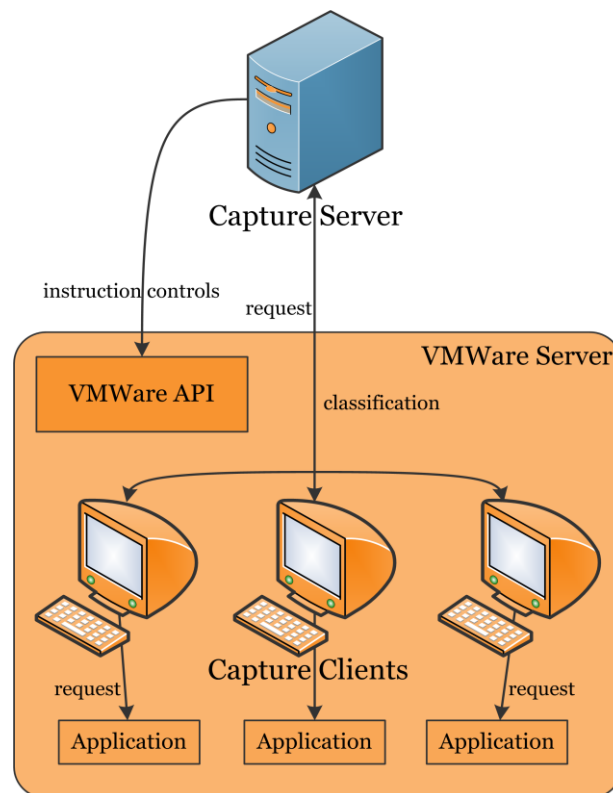 Capture Server
instruction controls
request
VMWare Server
VMWare API
classification
Capture Clients
request
request
Application
Application
Application